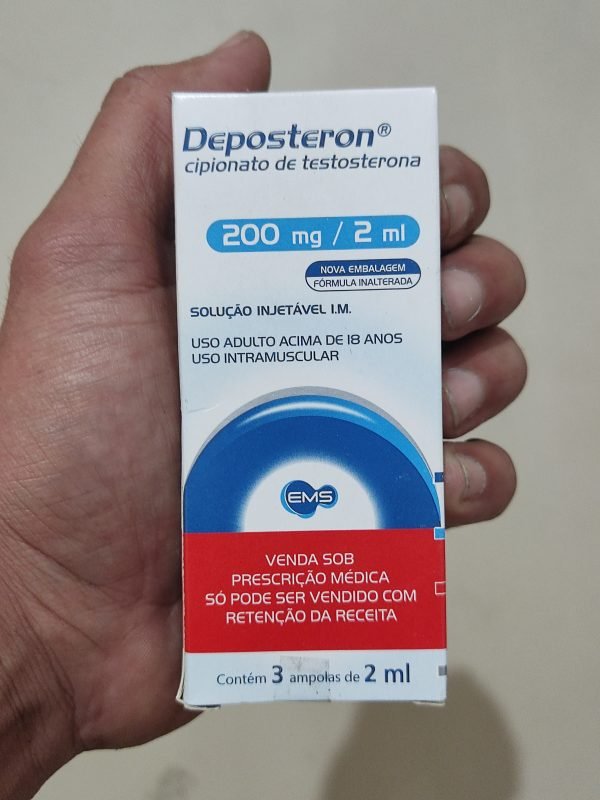 Deposteron®
cipionato de testosterona
200 mg / 2 ml
NOVA EMBALAGEM
FÓRMULA INALTERADA
SOLUÇÃO INJETÁVEL I.M.
USO ADULTO ACIMA DE 18 ANOS
USO INTRAMUSCULAR
EMS
VENDA SOB
PRESCRIÇÃO MÉDICA
SÓ PODE SER VENDIDO COM
RETENÇÃO DA RECEITA
Contém 3 ampolas de 2 ml